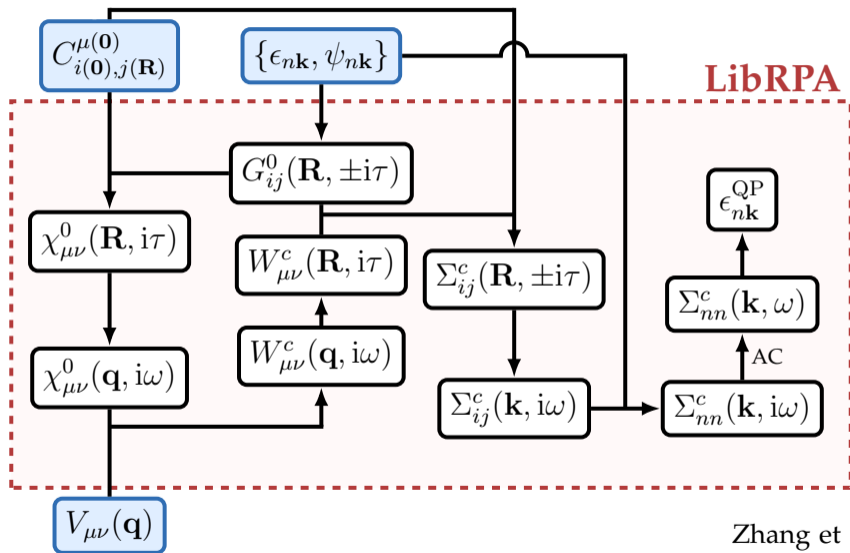 C^{μ(𝟎)}_{i(𝟎),j(𝐑)}
{ϵ_{n𝐤}, ψ_{n𝐤}}
LibRPA
G^0_{ij}(𝐑, ±iτ)
ϵ^{QP}_{n𝐤}
χ^0_{μν}(𝐑, iτ)
W^c_{μν}(𝐑, iτ)
Σ^c_{ij}(𝐑, ±iτ)
Σ^c_{nn}(𝐤, ω)
χ^0_{μν}(𝐪, iω)
W^c_{μν}(𝐪, iω)
AC
Σ^c_{ij}(𝐤, iω)
Σ^c_{nn}(𝐤, iω)
V_{μν}(𝐪)
Zhang et